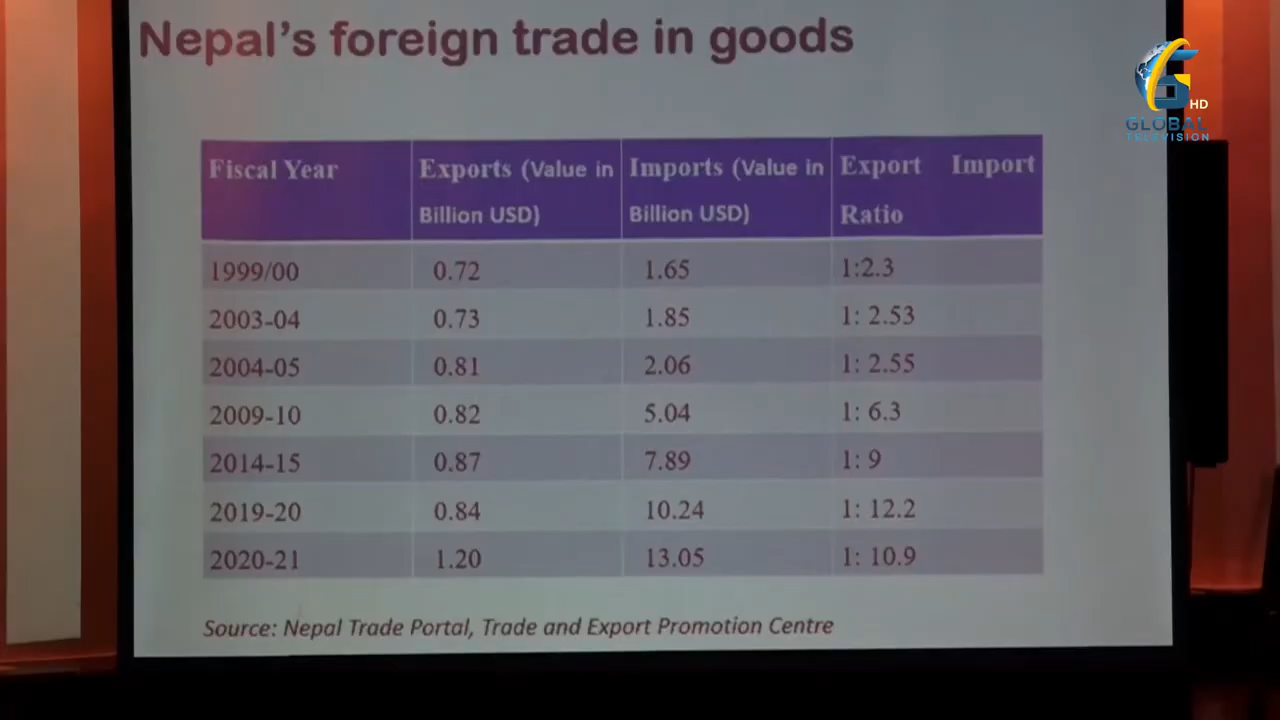 Nepal's foreign trade in goods
HD
GLOBAL
TELEVISION
Fiscal Year Exports (Value in Billion USD) Imports (Value in Billion USD) Export Import Ratio
1999/00 0.72 1.65 1:2.3
2003-04 0.73 1.85 1: 2.53
2004-05 0.81 2.06 1: 2.55
2009-10 0.82 5.04 1: 6.3
2014-15 0.87 7.89 1: 9
2019-20 0.84 10.24 1: 12.2
2020-21 1.20 13.05 1: 10.9
Source: Nepal Trade Portal, Trade and Export Promotion Centre